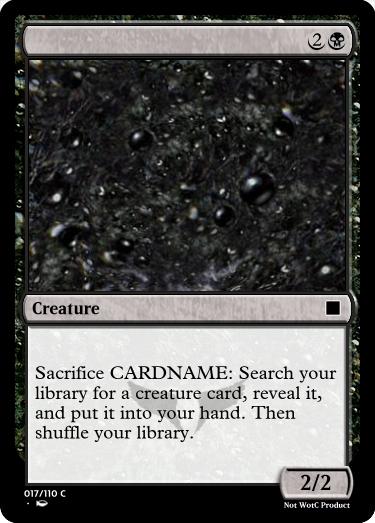 2
Creature
Sacrifice CARDNAME: Search your
library for a creature card, reveal it,
and put it into your hand. Then
shuffle your library.
2/2
017/110 C
Not WotC Product